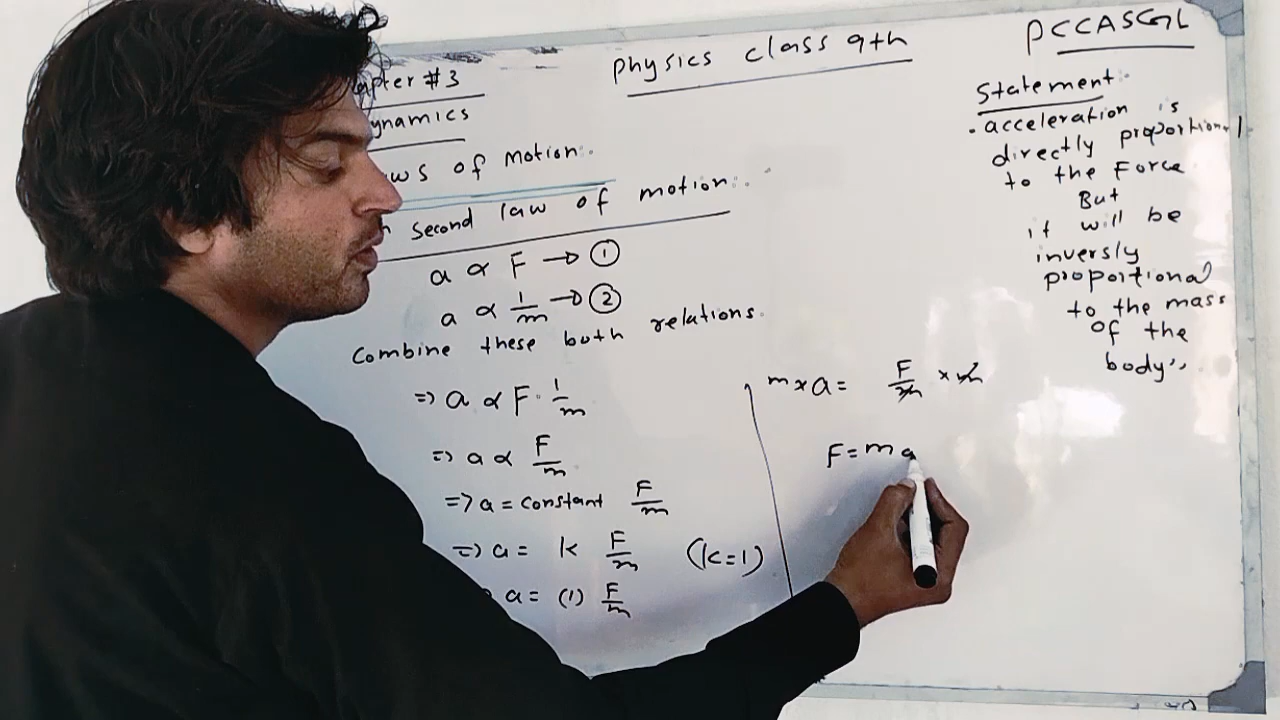 Physics class 9th
PCCASCGL
apter #3
ynamics
ws of Motion.
n second law of motion:.
a ∝ F → ①
a ∝ 1/m → ②
Combine these both relations.
=> a ∝ F · 1/m
=> a ∝ F/m
=> a = constant F/m
=> a = k F/m (k=1)
a = (1) F/m
m × a = F/m × m
F = m a
Statement:
. acceleration is
directly proportional
to the Force
But
it will be
inversly
proportional
to the mass
of the
body".